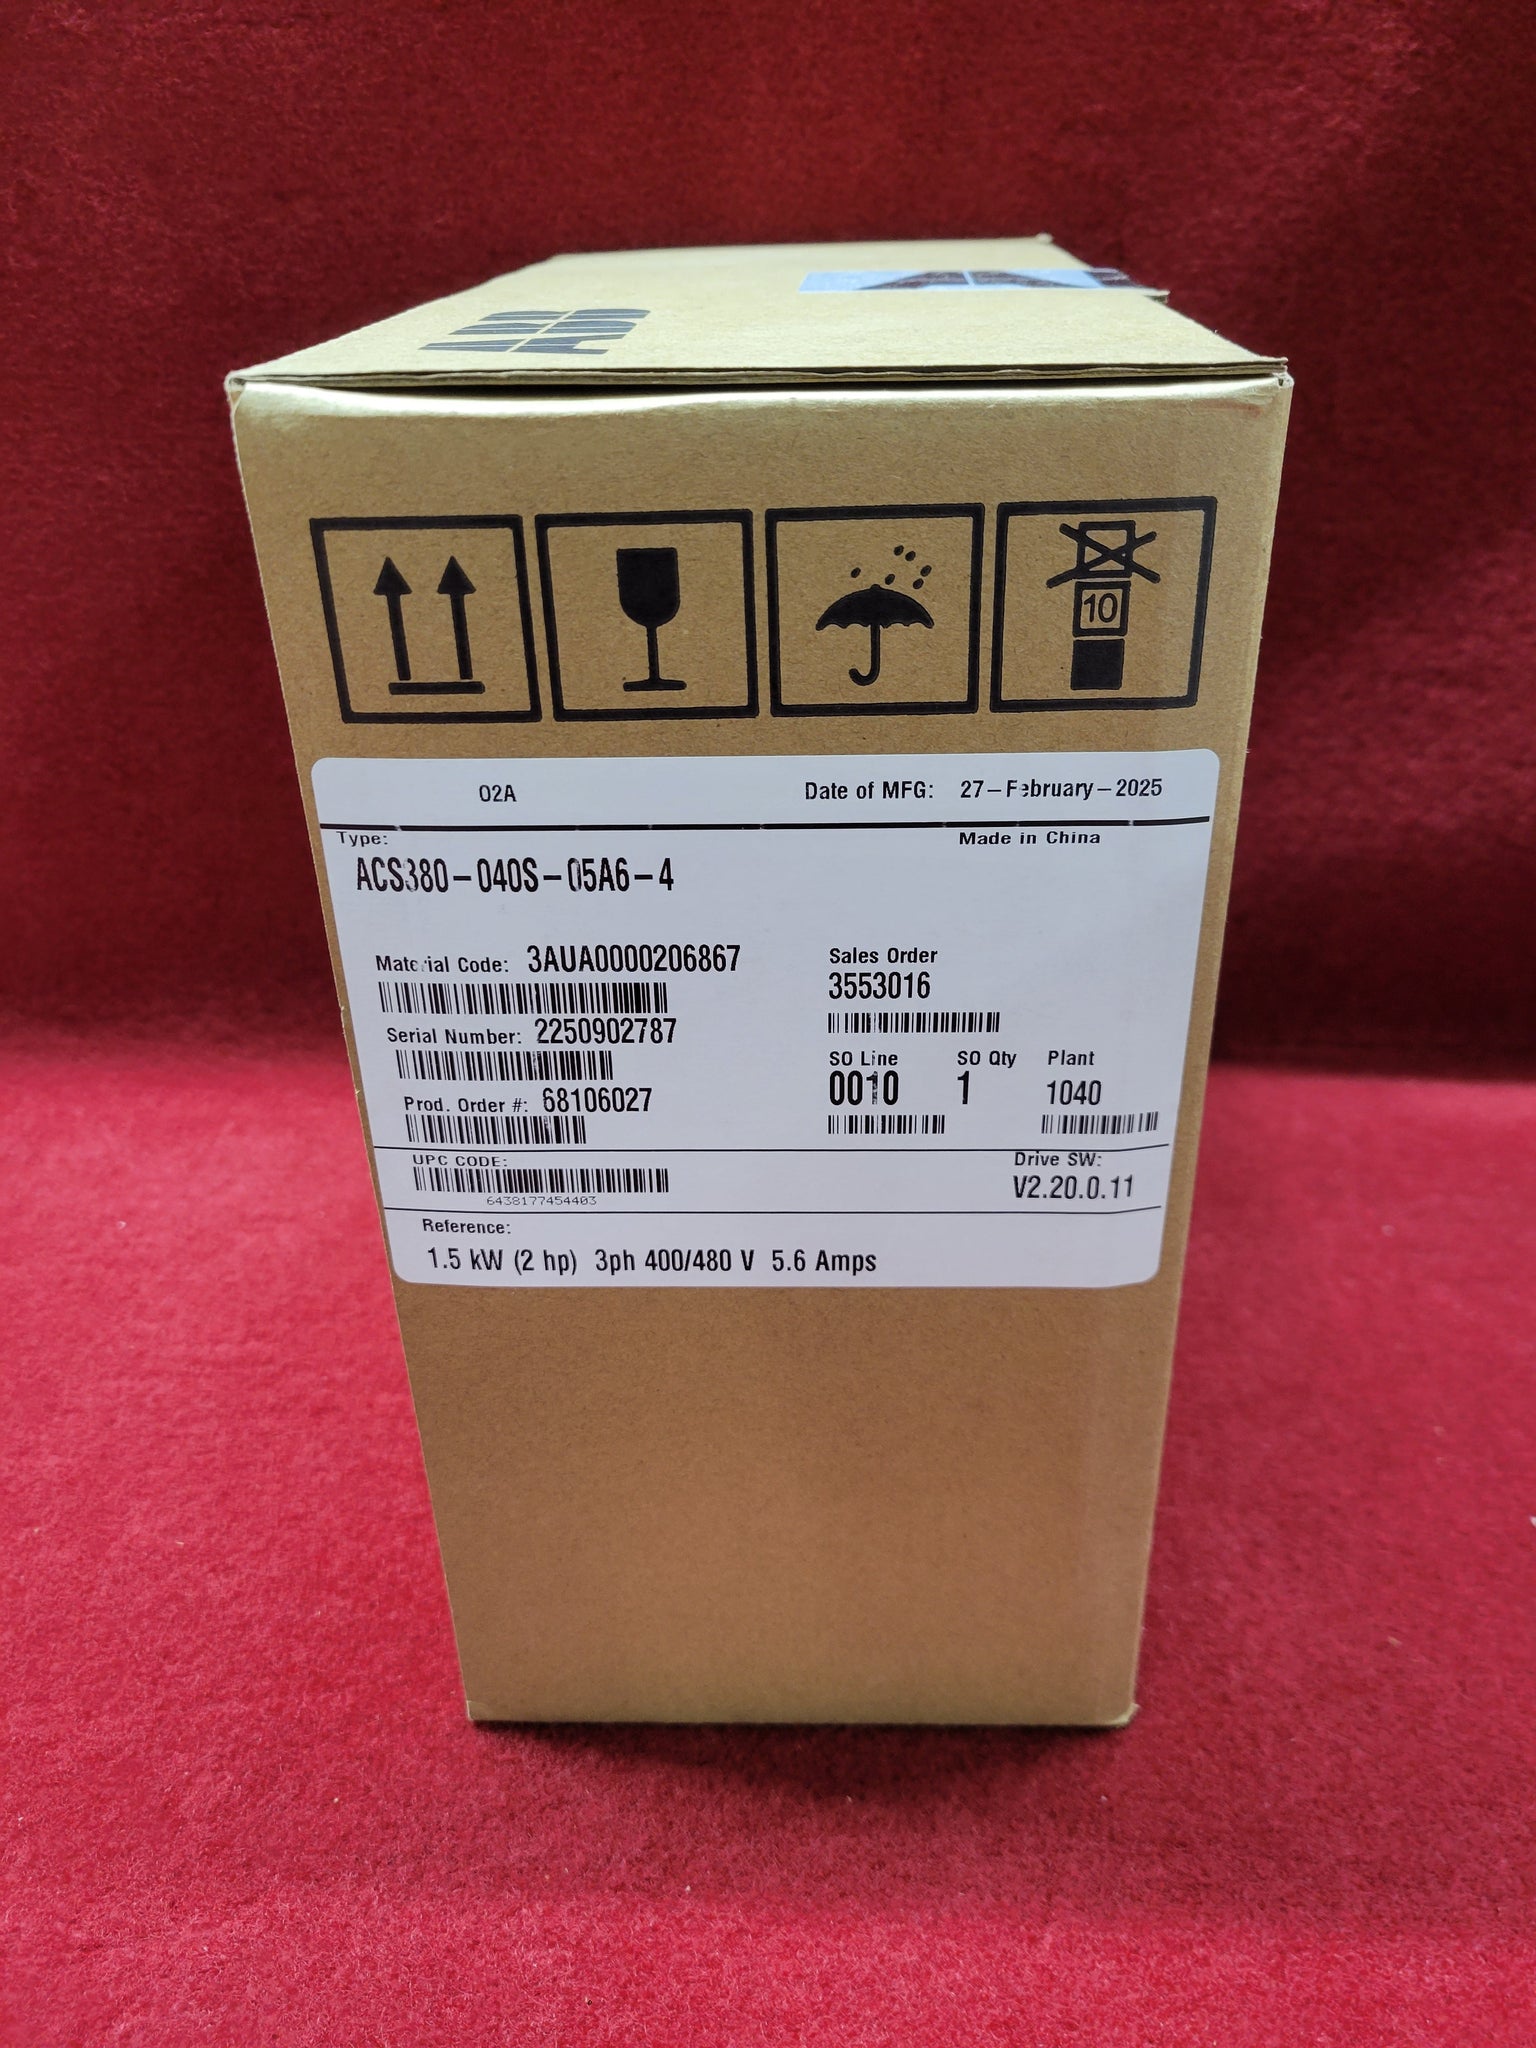 ABB
10
02A Date of MFG: 27-February-2025
Type: Made in China
ACS380-040S-05A6-4
Material Code: 3AUA0000206867
Sales Order
3553016
Serial Number: 2250902787
Prod. Order #: 68106027
SO Line SO Qty Plant
0010 1 1040
UPC CODE:
6438177454403
Drive SW:
V2.20.0.11
Reference:
1.5 kW (2 hp) 3ph 400/480 V 5.6 Amps